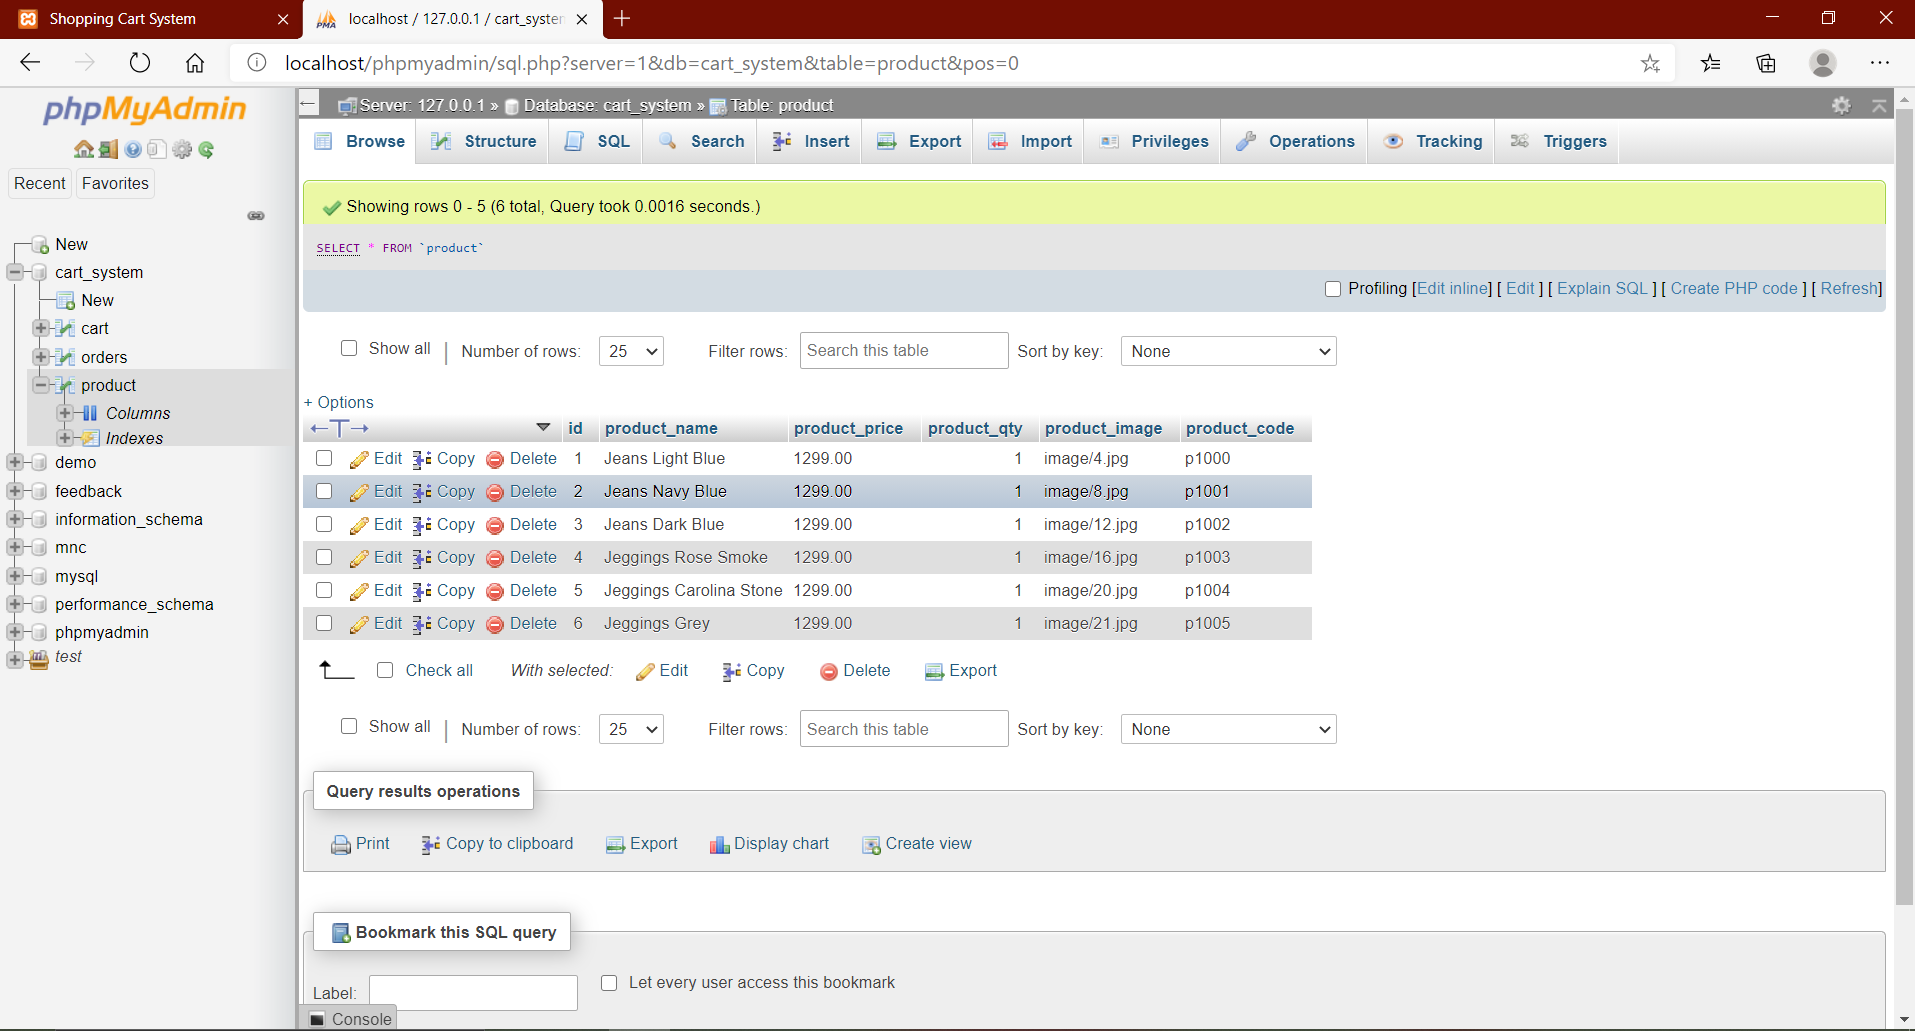 Shopping Cart System
localhost / 127.0.0.1 / cart_system
localhost/phpmyadmin/sql.php?server=1&db=cart_system&table=product&pos=0
phpMyAdmin
Recent Favorites
New
cart_system
New
cart
orders
product
Columns
Indexes
demo
feedback
information_schema
mnc
mysql
performance_schema
phpmyadmin
test
Server: 127.0.0.1 » Database: cart_system » Table: product
Browse Structure SQL Search Insert Export Import Privileges Operations Tracking Triggers
Showing rows 0 - 5 (6 total, Query took 0.0016 seconds.)
SELECT * FROM `product`
Profiling [Edit inline] [ Edit ] [ Explain SQL ] [ Create PHP code ] [ Refresh]
Show all | Number of rows: 25 Filter rows: Search this table Sort by key: None
+ Options
id product_name product_price product_qty product_image product_code
Edit Copy Delete 1 Jeans Light Blue 1299.00 1 image/4.jpg p1000
Edit Copy Delete 2 Jeans Navy Blue 1299.00 1 image/8.jpg p1001
Edit Copy Delete 3 Jeans Dark Blue 1299.00 1 image/12.jpg p1002
Edit Copy Delete 4 Jeggings Rose Smoke 1299.00 1 image/16.jpg p1003
Edit Copy Delete 5 Jeggings Carolina Stone 1299.00 1 image/20.jpg p1004
Edit Copy Delete 6 Jeggings Grey 1299.00 1 image/21.jpg p1005
Check all With selected: Edit Copy Delete Export
Show all | Number of rows: 25 Filter rows: Search this table Sort by key: None
Query results operations
Print Copy to clipboard Export Display chart Create view
Bookmark this SQL query
Label: Let every user access this bookmark
Console